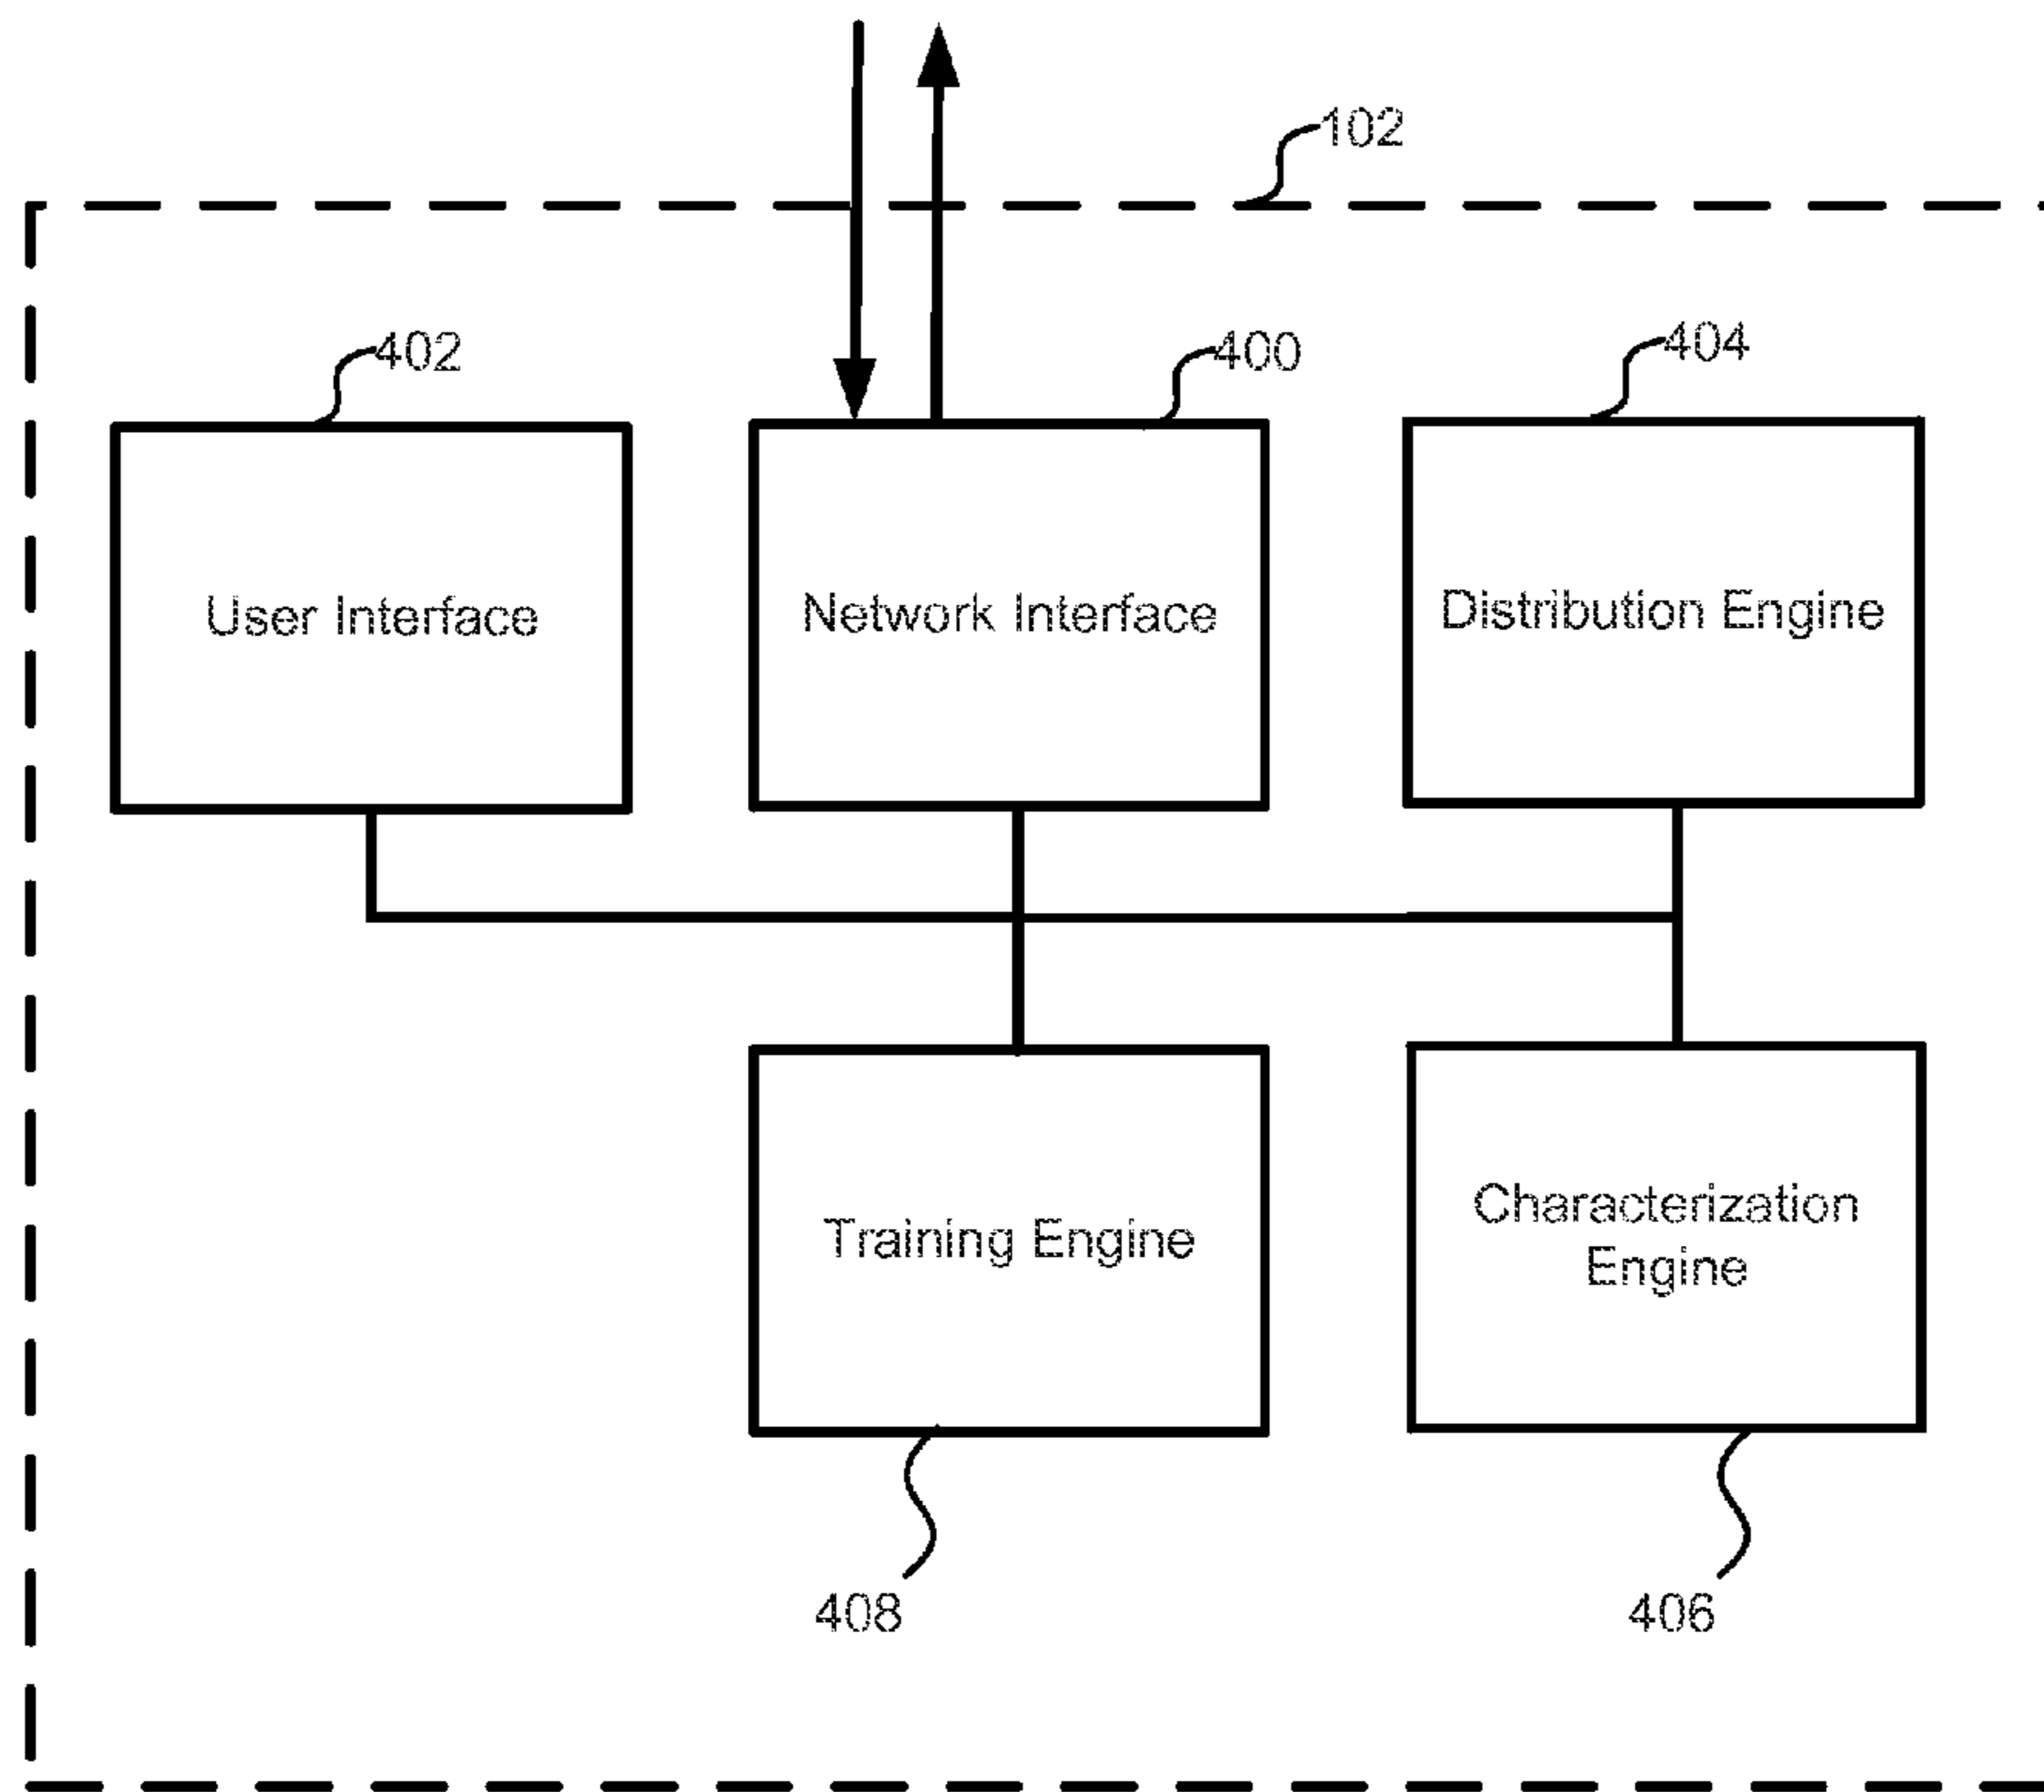 102
402
400
404
User Interface
Network Interface
Distribution Engine
Training Engine
Characterization
Engine
408
406